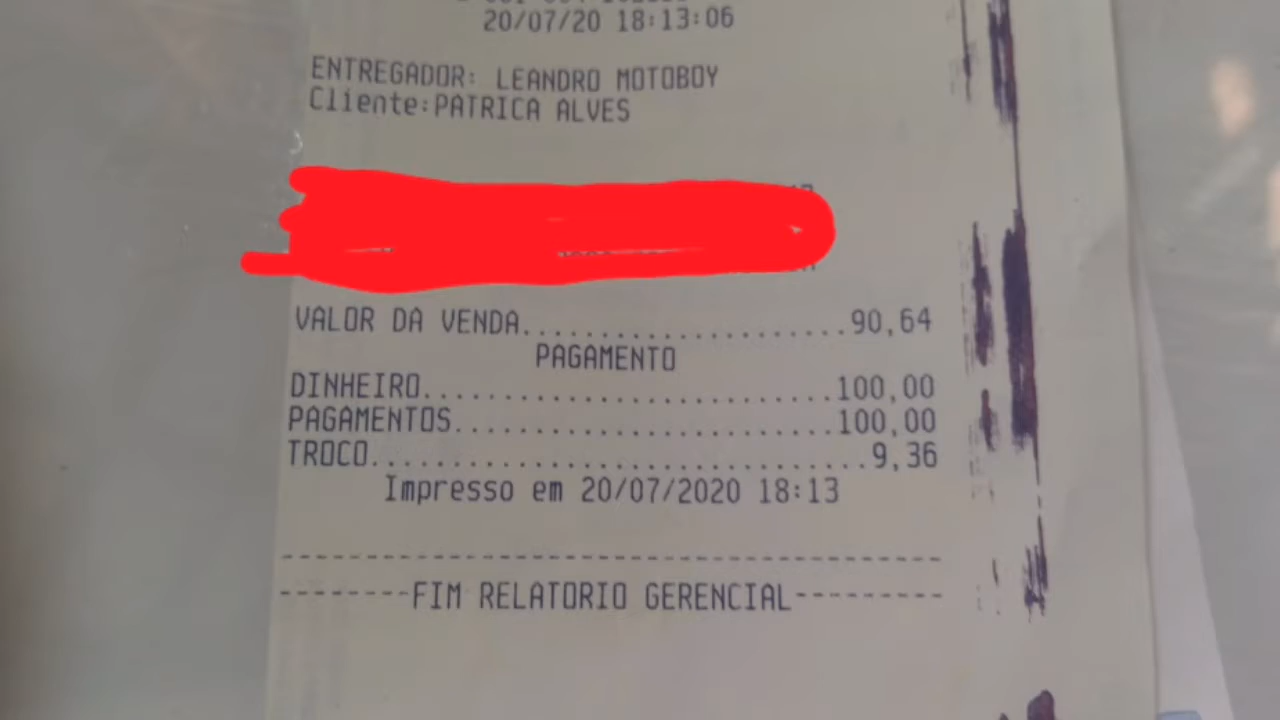 20/07/20 18:13:06
ENTREGADOR: LEANDRO MOTOBOY
Cliente:PATRICA ALVES
VALOR DA VENDA....................90,64
PAGAMENTO
DINHEIRO.........................100,00
PAGAMENTOS.......................100,00
TROCO..............................9,36
Impresso em 20/07/2020 18:13
----------------------------------------
--------FIM RELATORIO GERENCIAL---------